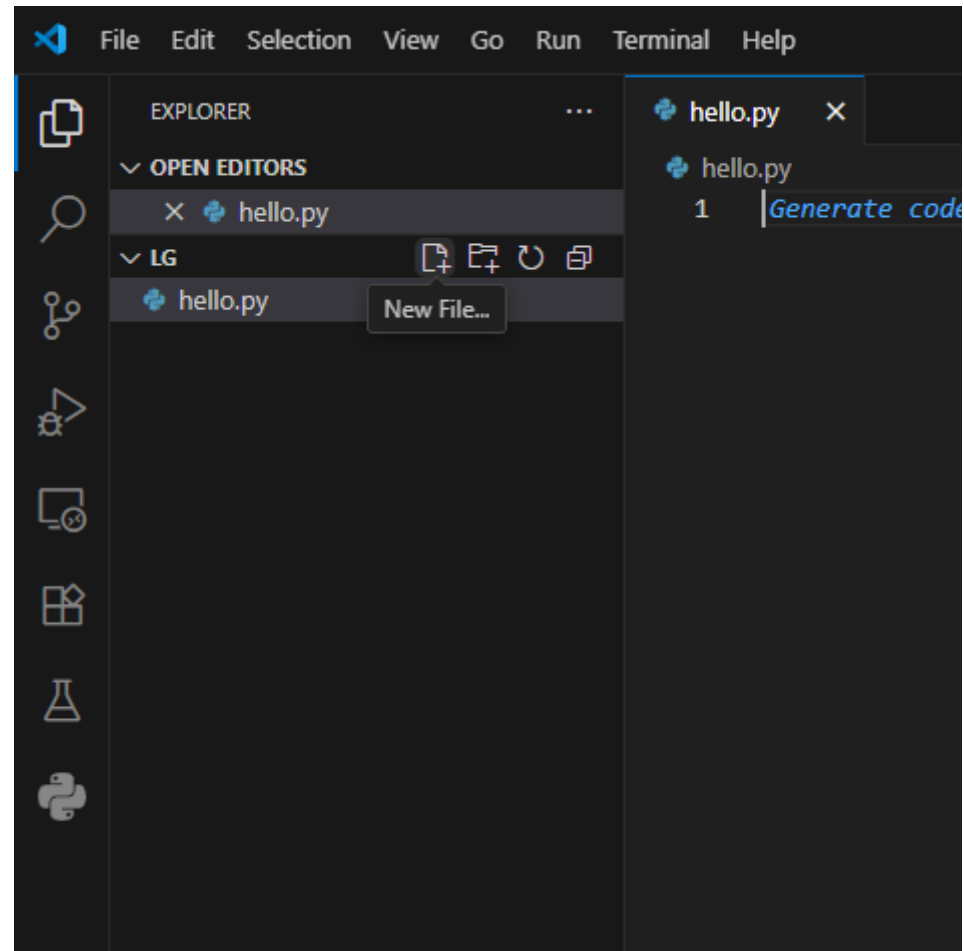 File Edit Selection View Go Run Terminal Help
EXPLORER
OPEN EDITORS
hello.py
LG
hello.py
New File...
hello.py
hello.py
1 Generate code